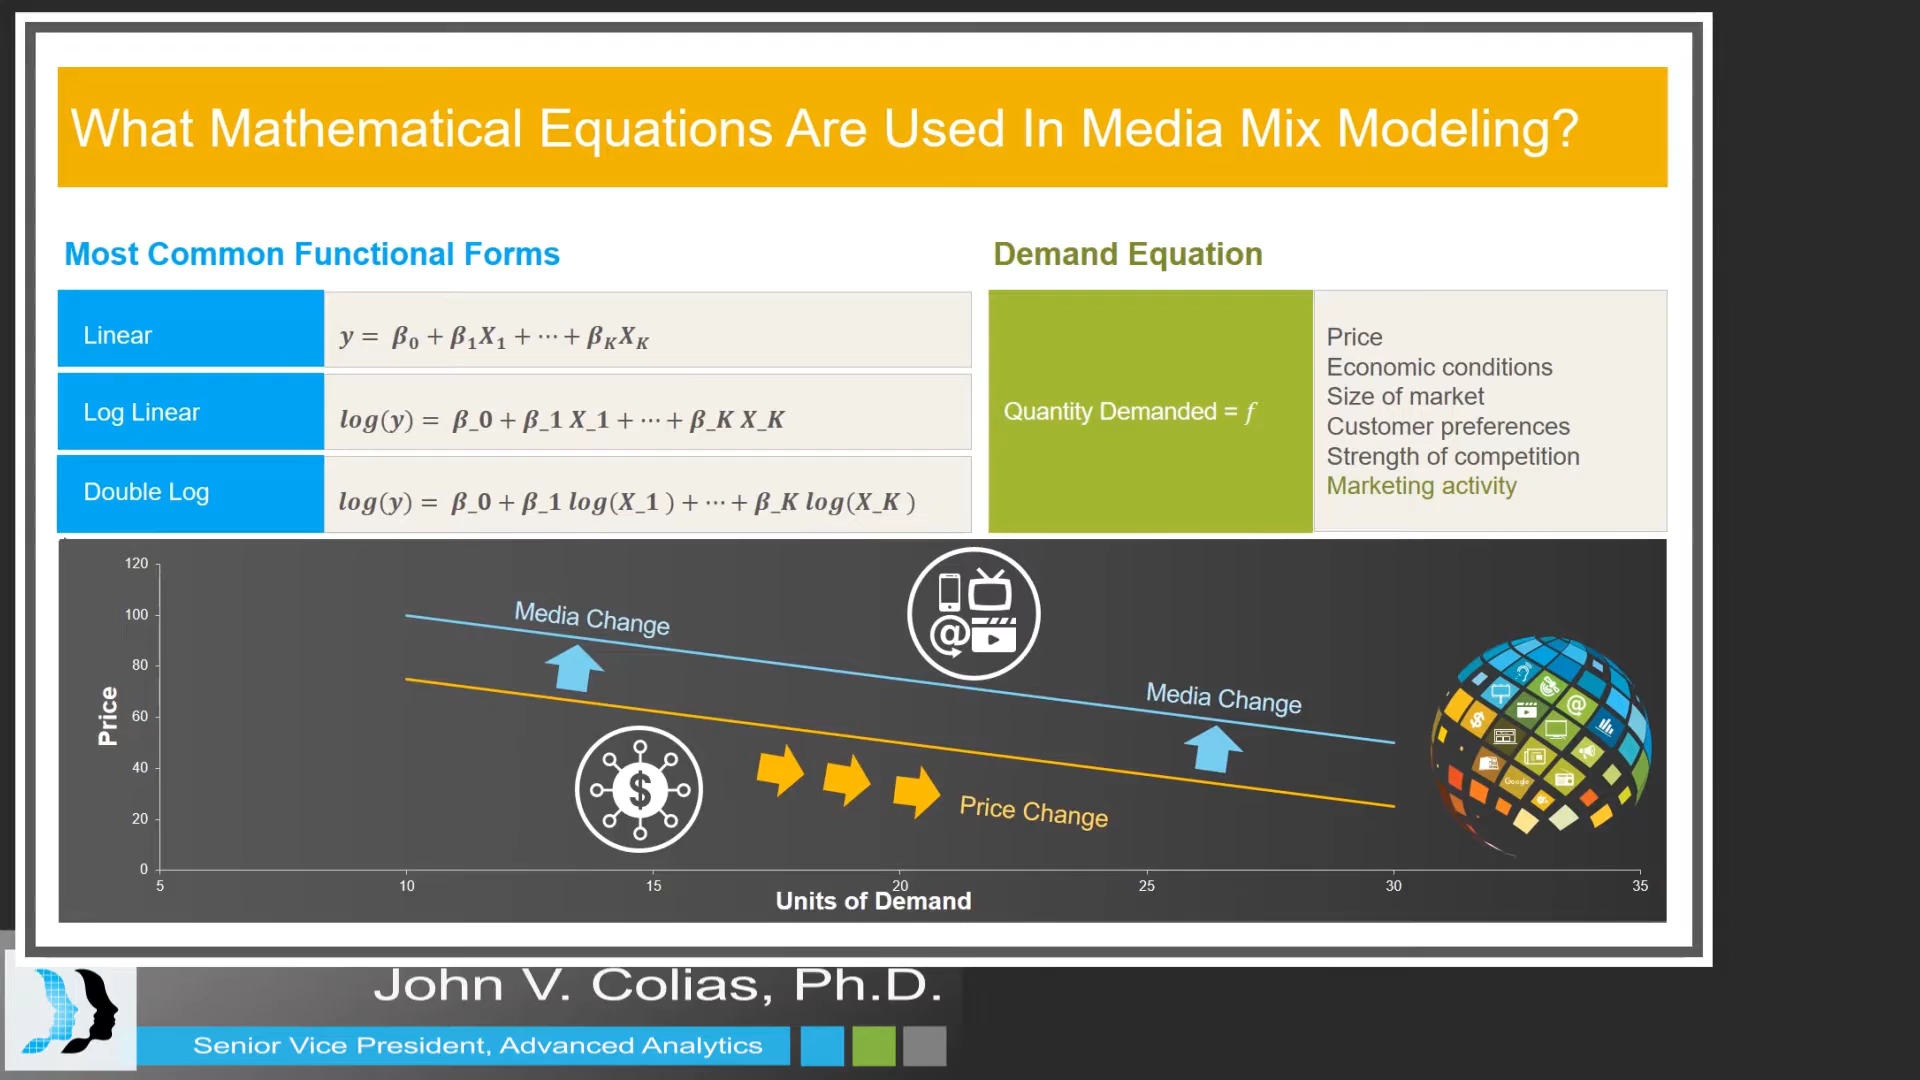 What Mathematical Equations Are Used In Media Mix Modeling?
Most Common Functional Forms
Linear
y = β₀ + β₁X₁ + ⋯ + β_K X_K
Log Linear
log(y) = β_0 + β_1 X_1 + ⋯ + β_K X_K
Double Log
log(y) = β_0 + β_1 log(X_1 ) + ⋯ + β_K log(X_K )
Demand Equation
Quantity Demanded = f
Price
Economic conditions
Size of market
Customer preferences
Strength of competition
Marketing activity
120
100
80
60
40
20
0
Price
Media Change
@
Media Change
$
Price Change
5
10
15
20
25
30
35
Units of Demand
$
@
Google
John V. Colias, Ph.D.
Senior Vice President, Advanced Analytics